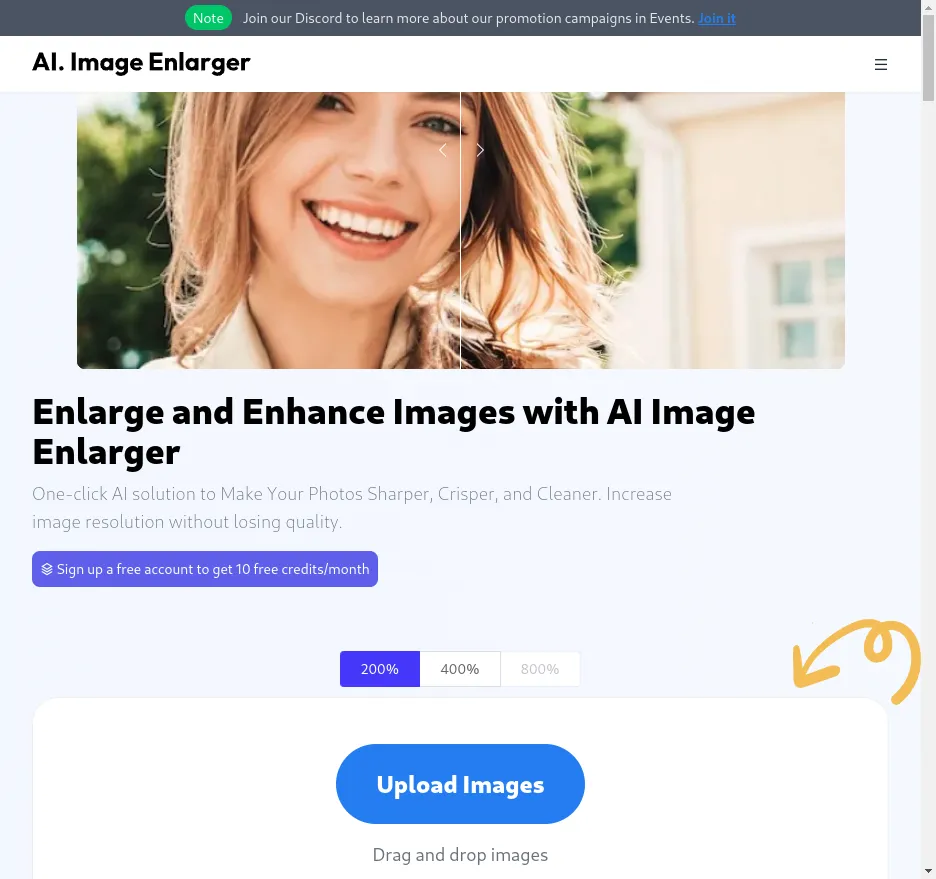 Note Join our Discord to learn more about our promotion campaigns in Events. Join it
AI. Image Enlarger
Enlarge and Enhance Images with AI Image
Enlarger
One-click AI solution to Make Your Photos Sharper, Crisper, and Cleaner. Increase
image resolution without losing quality.
Sign up a free account to get 10 free credits/month
200% 400% 800%
Upload Images
Drag and drop images